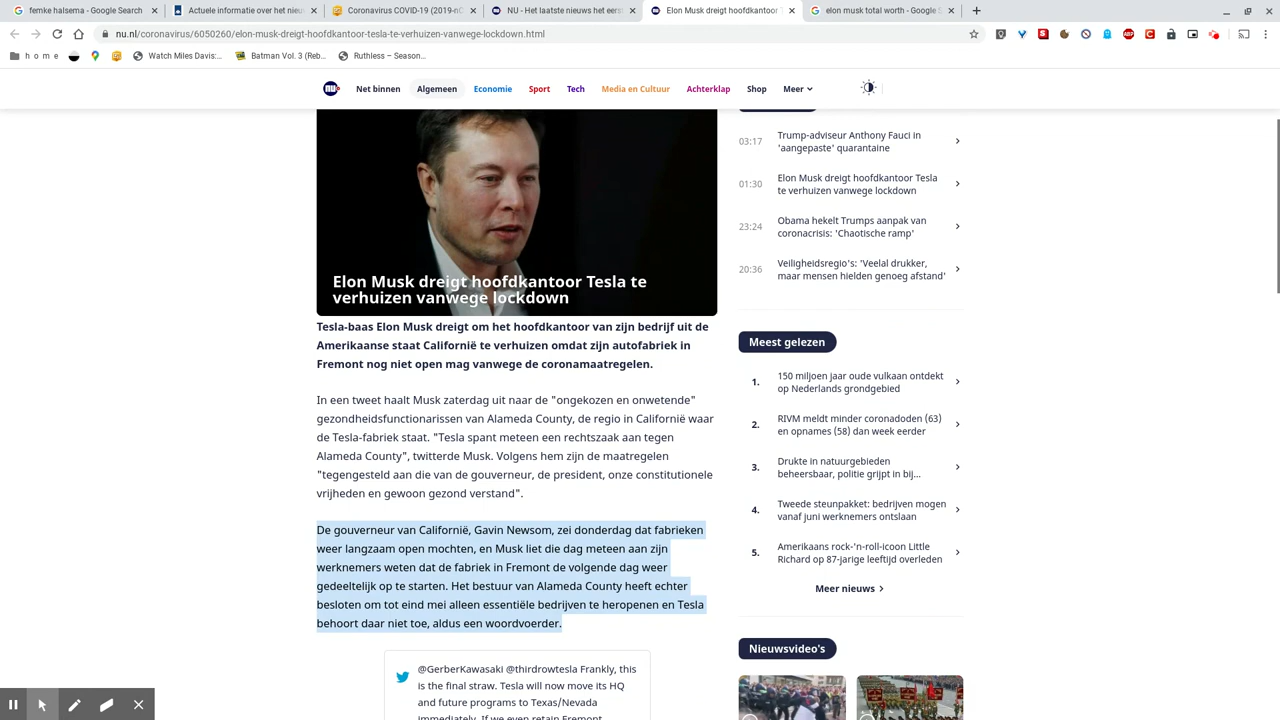 femke halsema - Google Search
Actuele informatie over het nieu
Coronavirus COVID-19 (2019-nC
NU - Het laatste nieuws het eers
Elon Musk dreigt hoofdkantoor T
elon musk total worth - Google S
nu.nl/coronavirus/6050260/elon-musk-dreigt-hoofdkantoor-tesla-te-verhuizen-vanwege-lockdown.html
h o m e
Watch Miles Davis:...
Batman Vol. 3 (Reb...
Ruthless – Season...
Net binnen
Algemeen
Economie
Sport
Tech
Media en Cultuur
Achterklap
Shop
Meer
Elon Musk dreigt hoofdkantoor Tesla te
verhuizen vanwege lockdown
Tesla-baas Elon Musk dreigt om het hoofdkantoor van zijn bedrijf uit de
Amerikaanse staat Californië te verhuizen omdat zijn autofabriek in
Fremont nog niet open mag vanwege de coronamaatregelen.
In een tweet haalt Musk zaterdag uit naar de "ongekozen en onwetende"
gezondheidsfunctionarissen van Alameda County, de regio in Californië waar
de Tesla-fabriek staat. "Tesla spant meteen een rechtszaak aan tegen
Alameda County", twitterde Musk. Volgens hem zijn de maatregelen
"tegengesteld aan die van de gouverneur, de president, onze constitutionele
vrijheden en gewoon gezond verstand".
De gouverneur van Californië, Gavin Newsom, zei donderdag dat fabrieken
weer langzaam open mochten, en Musk liet die dag meteen aan zijn
werknemers weten dat de fabriek in Fremont de volgende dag weer
gedeeltelijk op te starten. Het bestuur van Alameda County heeft echter
besloten om tot eind mei alleen essentiële bedrijven te heropenen en Tesla
behoort daar niet toe, aldus een woordvoerder.
@GerberKawasaki @thirdrowtesla Frankly, this
is the final straw. Tesla will now move its HQ
and future programs to Texas/Nevada
immediately. If we even retain Fremont
03:17
Trump-adviseur Anthony Fauci in
'aangepaste' quarantaine
01:30
Elon Musk dreigt hoofdkantoor Tesla
te verhuizen vanwege lockdown
23:24
Obama hekelt Trumps aanpak van
coronacrisis: 'Chaotische ramp'
20:36
Veiligheidsregio's: 'Veelal drukker,
maar mensen hielden genoeg afstand'
Meest gelezen
1.
150 miljoen jaar oude vulkaan ontdekt
op Nederlands grondgebied
2.
RIVM meldt minder coronadoden (63)
en opnames (58) dan week eerder
3.
Drukte in natuurgebieden
beheersbaar, politie grijpt in bij...
4.
Tweede steunpakket: bedrijven mogen
vanaf juni werknemers ontslaan
5.
Amerikaans rock-'n-roll-icoon Little
Richard op 87-jarige leeftijd overleden
Meer nieuws
Nieuwsvideo's